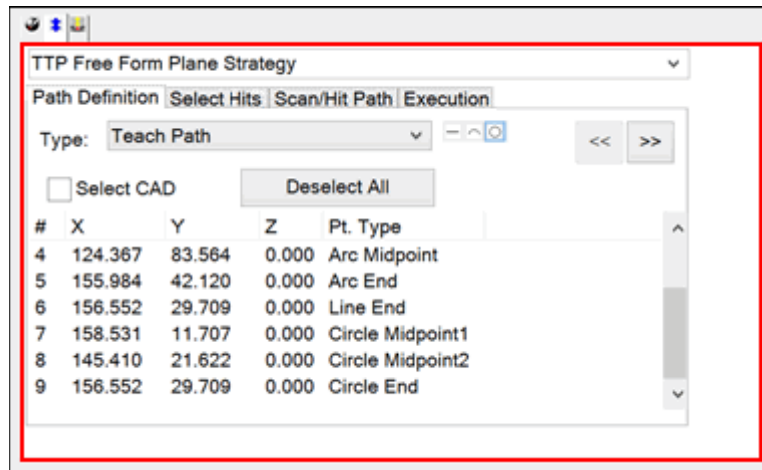 TTP Free Form Plane Strategy
Path Definition Select Hits Scan/Hit Path Execution
Type: Teach Path << >>
Select CAD Deselect All
# X Y Z Pt. Type
4 124.367 83.564 0.000 Arc Midpoint
5 155.984 42.120 0.000 Arc End
6 156.552 29.709 0.000 Line End
7 158.531 11.707 0.000 Circle Midpoint1
8 145.410 21.622 0.000 Circle Midpoint2
9 156.552 29.709 0.000 Circle End